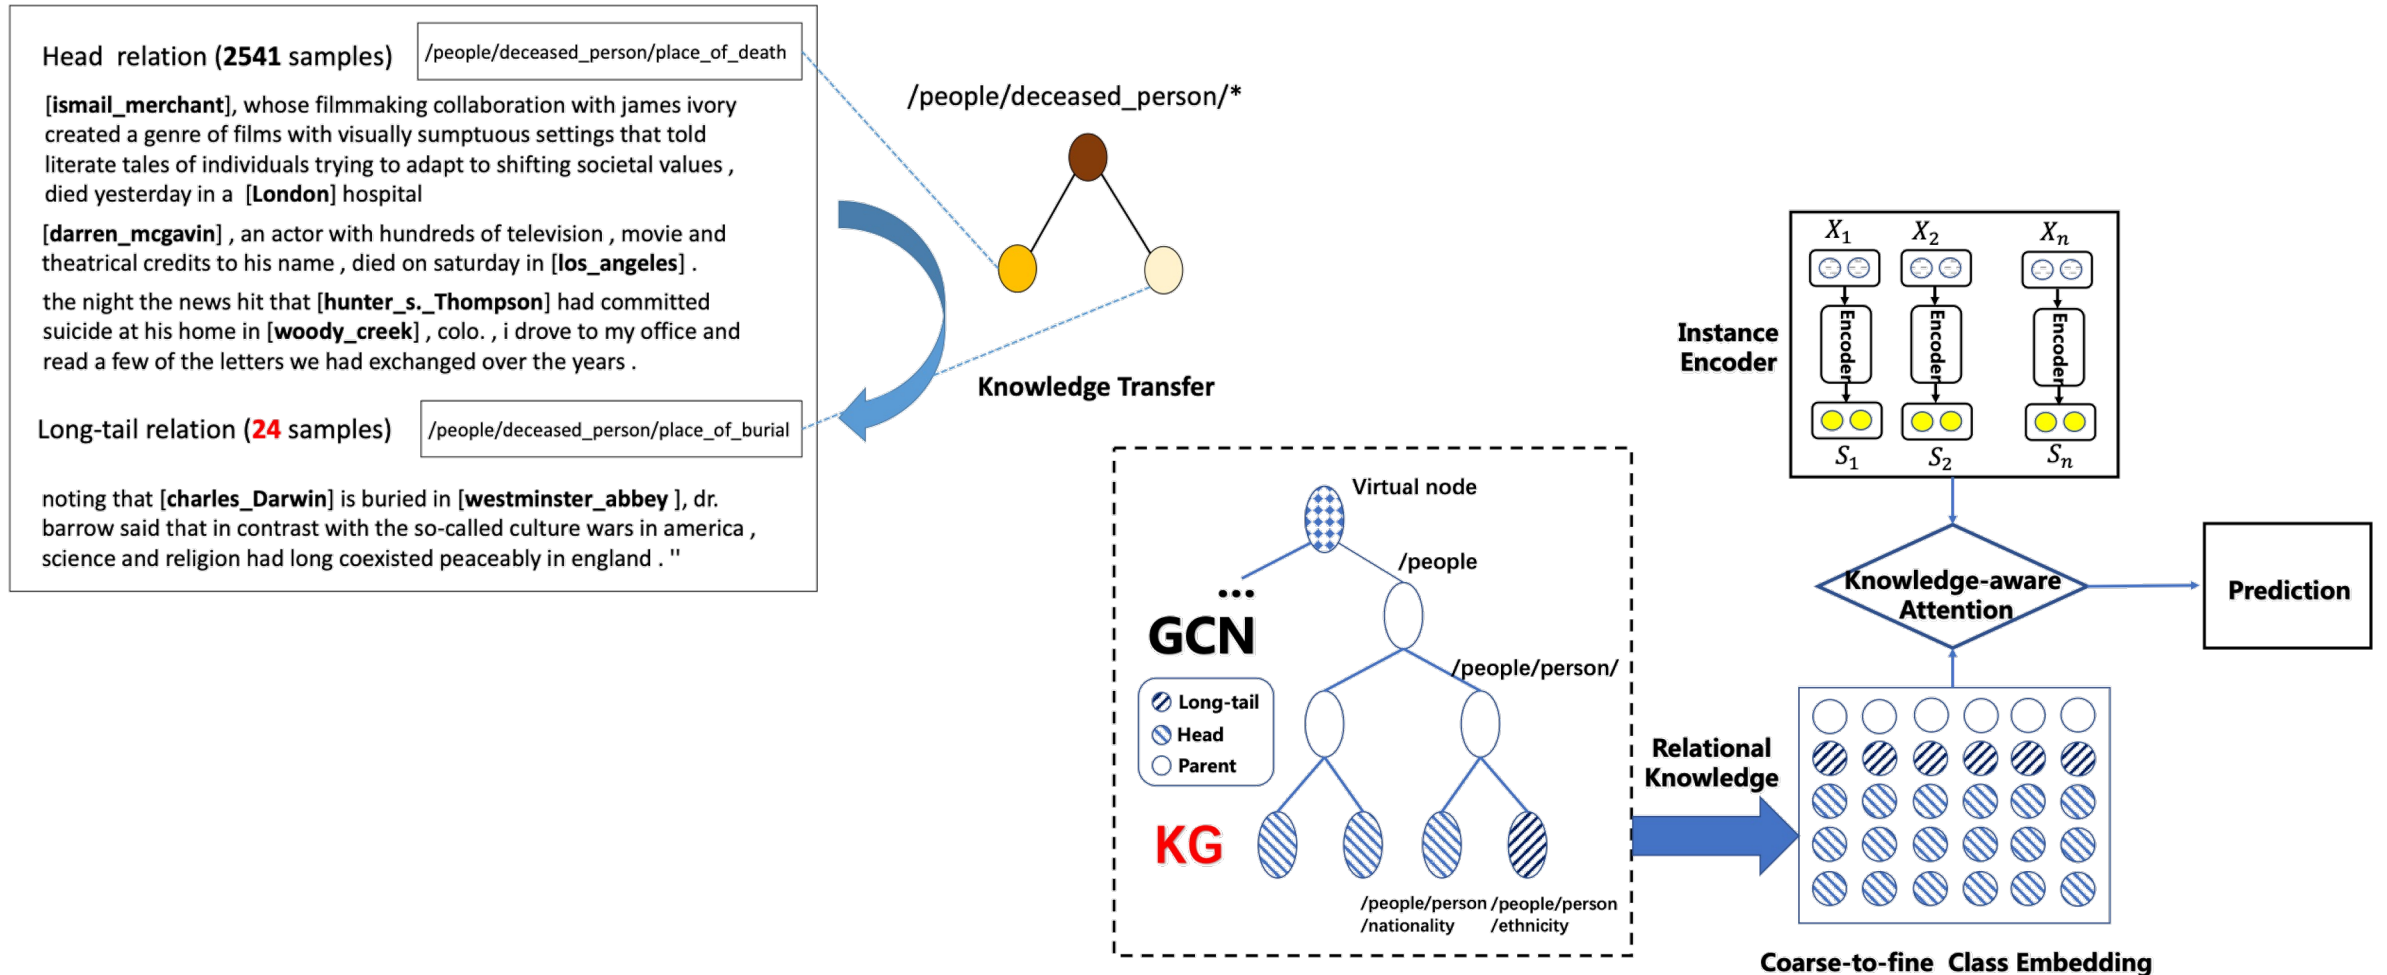 Head relation (2541 samples)
/people/deceased_person/place_of_death
[ismail_merchant], whose filmmaking collaboration with james ivory
created a genre of films with visually sumptuous settings that told
literate tales of individuals trying to adapt to shifting societal values ,
died yesterday in a [London] hospital
[darren_mcgavin] , an actor with hundreds of television , movie and
theatrical credits to his name , died on saturday in [los_angeles] .
the night the news hit that [hunter_s._Thompson] had committed
suicide at his home in [woody_creek] , colo. , i drove to my office and
read a few of the letters we had exchanged over the years .
Long-tail relation (24 samples)
/people/deceased_person/place_of_burial
noting that [charles_Darwin] is buried in [westminster_abbey ], dr.
barrow said that in contrast with the so-called culture wars in america ,
science and religion had long coexisted peaceably in england . "
/people/deceased_person/*
Knowledge Transfer
Virtual node
/people
...
GCN
/people/person/
Long-tail
Head
Parent
KG
/people/person
/nationality
/people/person
/ethnicity
Relational
Knowledge
Instance
Encoder
X1 X2 Xn
Encoder Encoder Encoder
S1 S2 Sn
Knowledge-aware
Attention
Prediction
Coarse-to-fine Class Embedding